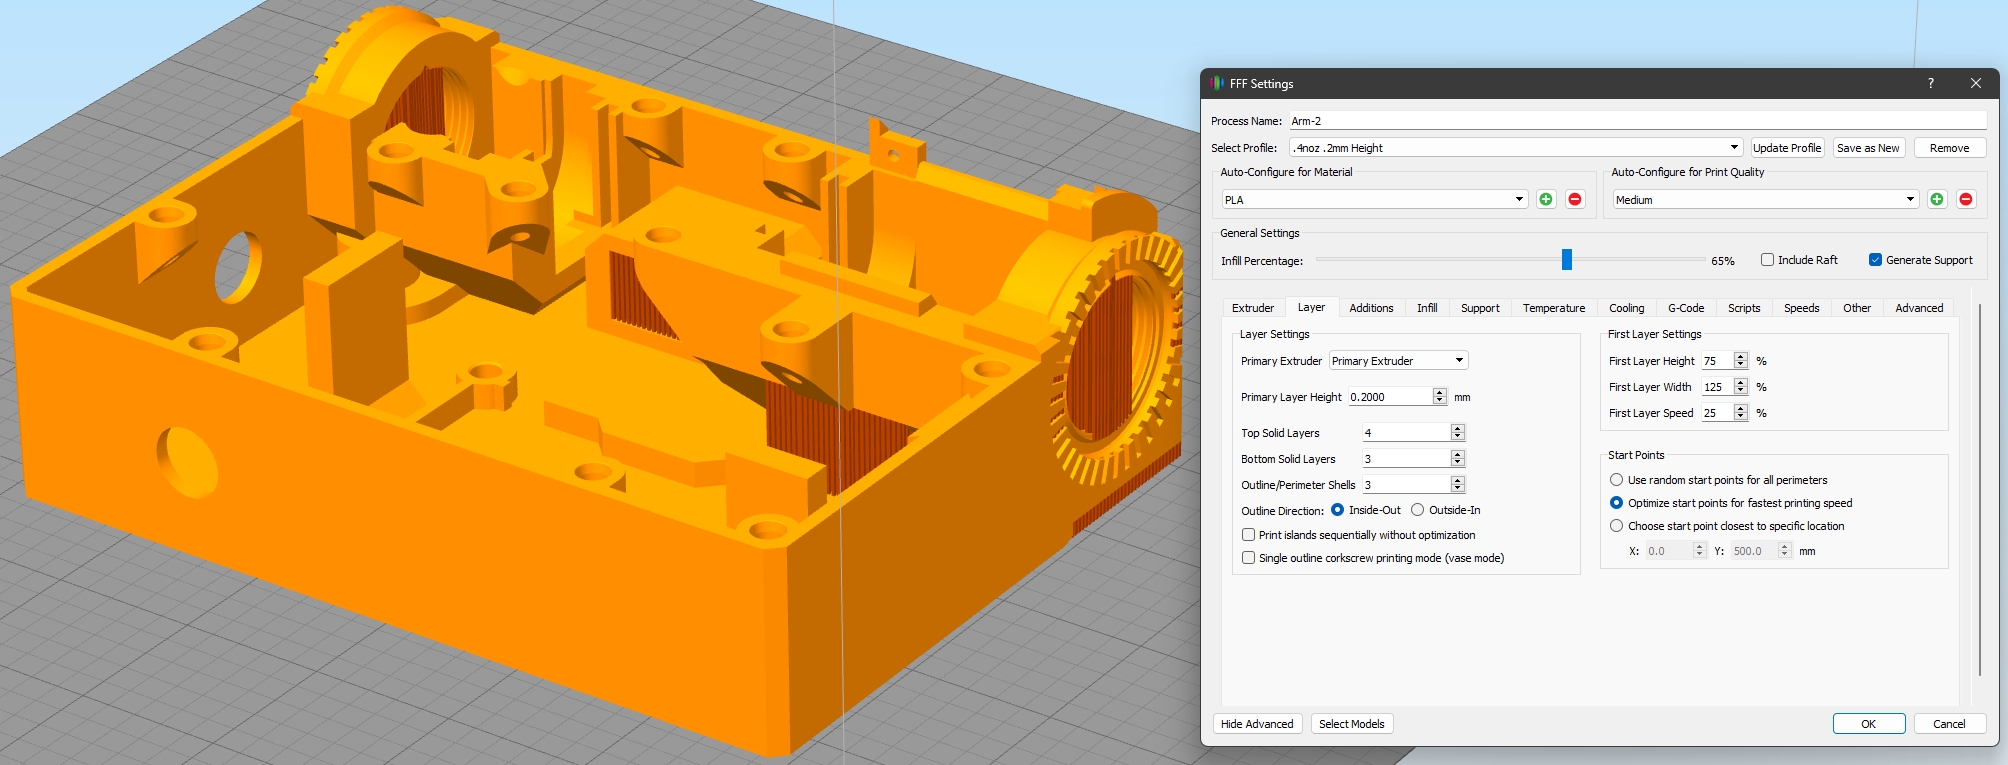 FFF Settings
?
Process Name: Arm-2
Select Profile: .4noz .2mm Height Update Profile Save as New Remove
Auto-Configure for Material Auto-Configure for Print Quality
PLA Medium
General Settings
Infill Percentage: 65% Include Raft Generate Support
Extruder Layer Additions Infill Support Temperature Cooling G-Code Scripts Speeds Other Advanced
Layer Settings
Primary Extruder Primary Extruder
Primary Layer Height 0.2000 mm
Top Solid Layers 4
Bottom Solid Layers 3
Outline/Perimeter Shells 3
Outline Direction: Inside-Out Outside-In
Print islands sequentially without optimization
Single outline corkscrew printing mode (vase mode)
First Layer Settings
First Layer Height 75 %
First Layer Width 125 %
First Layer Speed 25 %
Start Points
Use random start points for all perimeters
Optimize start points for fastest printing speed
Choose start point closest to specific location
X: 0.0 Y: 500.0 mm
Hide Advanced Select Models OK Cancel